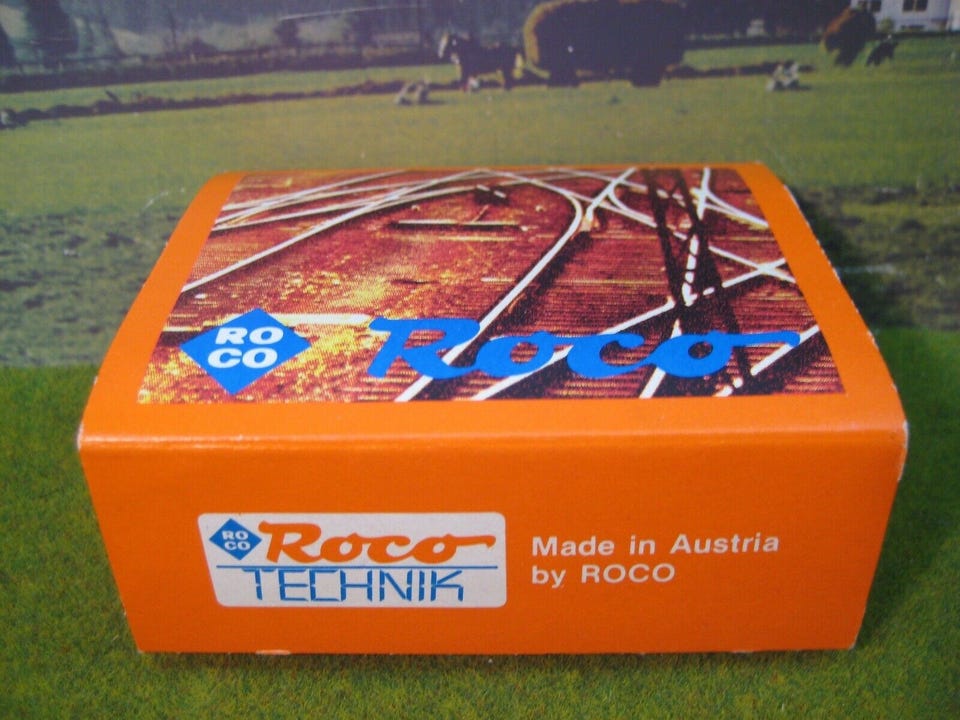 RO
CO
Roco
RO
CO
Roco
TECHNIK
Made in Austria
by ROCO